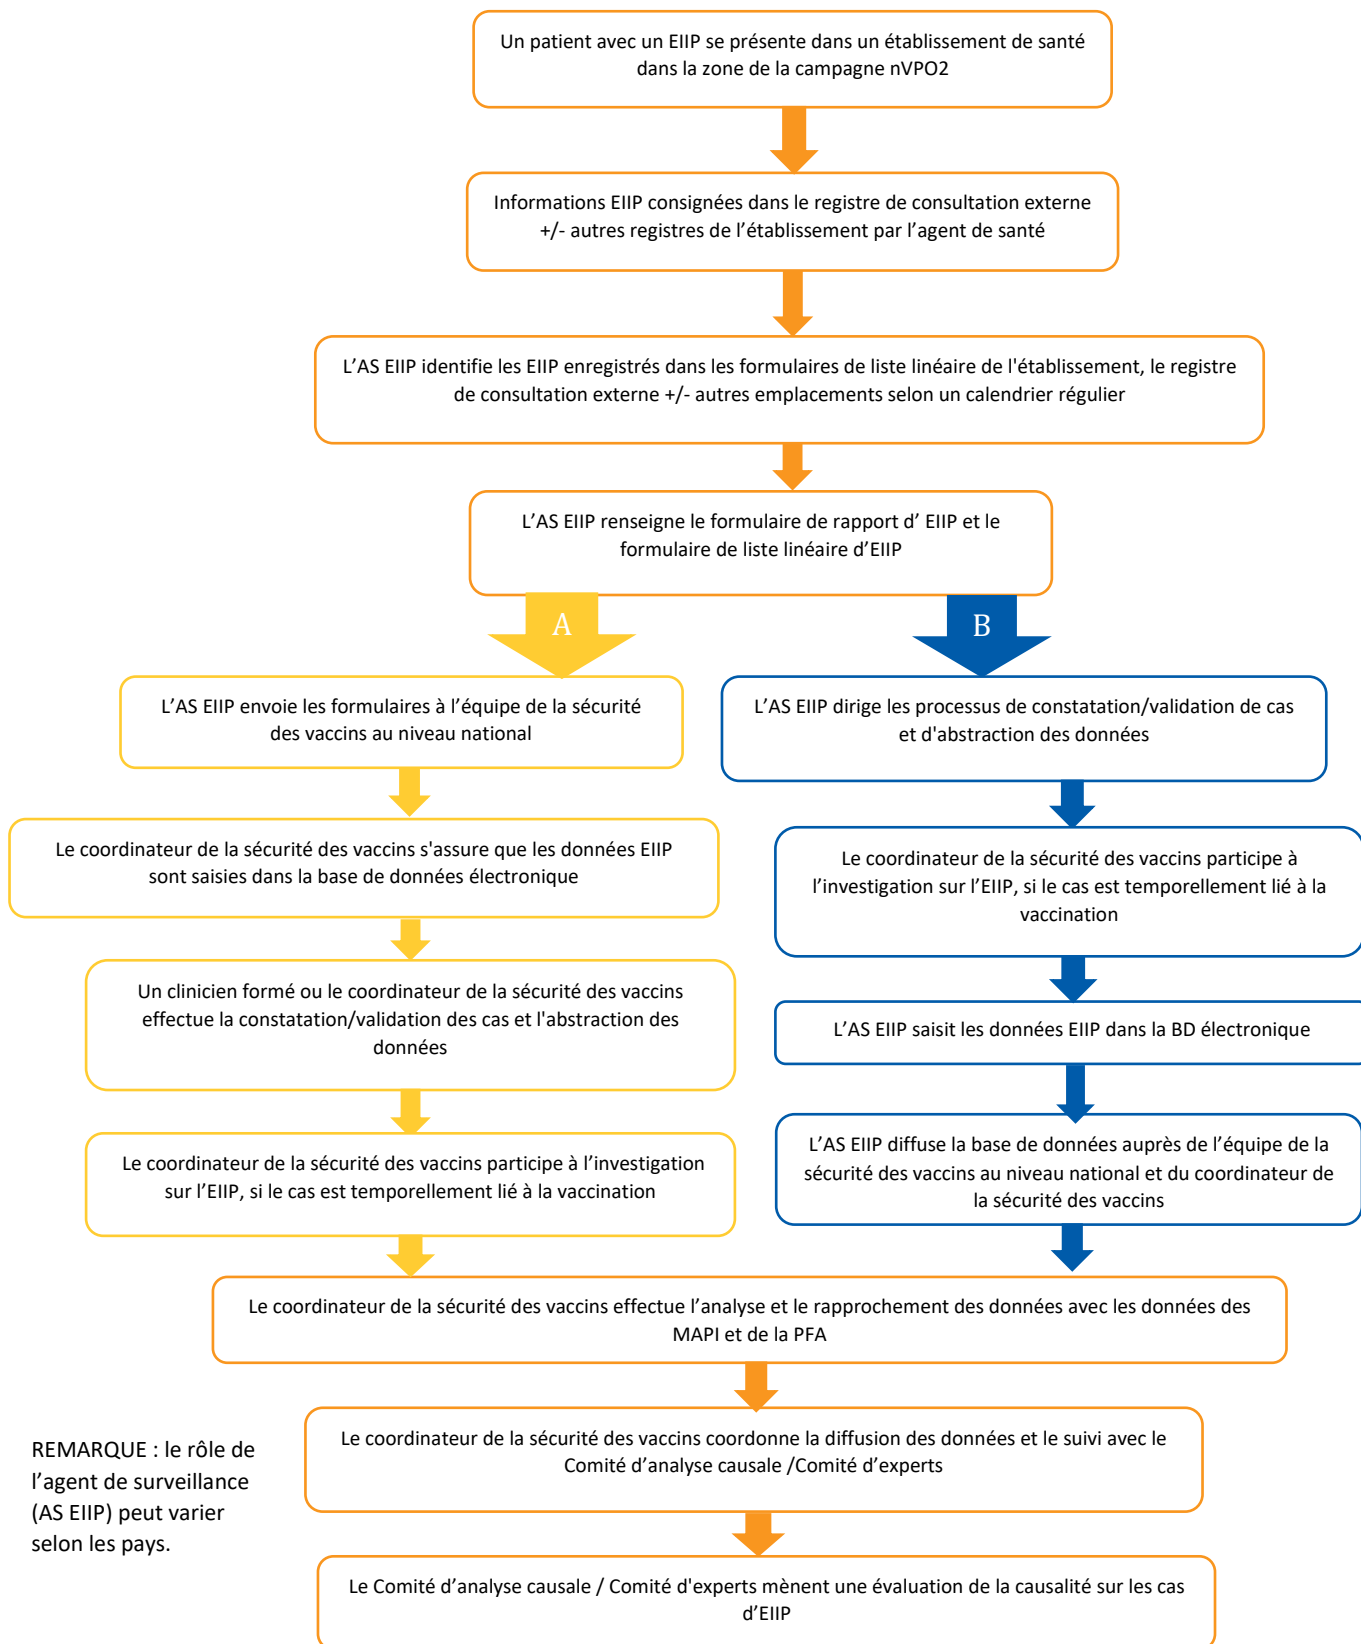 Un patient avec un EIIP se présente dans un établissement de santé
dans la zone de la campagne nVPO2
Informations EIIP consignées dans le registre de consultation externe
+/- autres registres de l’établissement par l’agent de santé
L’AS EIIP identifie les EIIP enregistrés dans les formulaires de liste linéaire de l'établissement, le registre
de consultation externe +/- autres emplacements selon un calendrier régulier
L’AS EIIP renseigne le formulaire de rapport d’ EIIP et le
formulaire de liste linéaire d’EIIP
A
L’AS EIIP envoie les formulaires à l’équipe de la sécurité
des vaccins au niveau national
Le coordinateur de la sécurité des vaccins s'assure que les données EIIP
sont saisies dans la base de données électronique
Un clinicien formé ou le coordinateur de la sécurité des vaccins
effectue la constatation/validation des cas et l'abstraction des
données
Le coordinateur de la sécurité des vaccins participe à l’investigation
sur l’EIIP, si le cas est temporellement lié à la vaccination
B
L’AS EIIP dirige les processus de constatation/validation de cas
et d'abstraction des données
Le coordinateur de la sécurité des vaccins participe à
l’investigation sur l’EIIP, si le cas est temporellement lié à la
vaccination
L’AS EIIP saisit les données EIIP dans la BD électronique
L’AS EIIP diffuse la base de données auprès de l’équipe de la
sécurité des vaccins au niveau national et du coordinateur de
la sécurité des vaccins
Le coordinateur de la sécurité des vaccins effectue l’analyse et le rapprochement des données avec les données des
MAPI et de la PFA
Le coordinateur de la sécurité des vaccins coordonne la diffusion des données et le suivi avec le
Comité d’analyse causale /Comité d’experts
Le Comité d’analyse causale / Comité d'experts mènent une évaluation de la causalité sur les cas
d’EIIP
REMARQUE : le rôle de
l’agent de surveillance
(AS EIIP) peut varier
selon les pays.